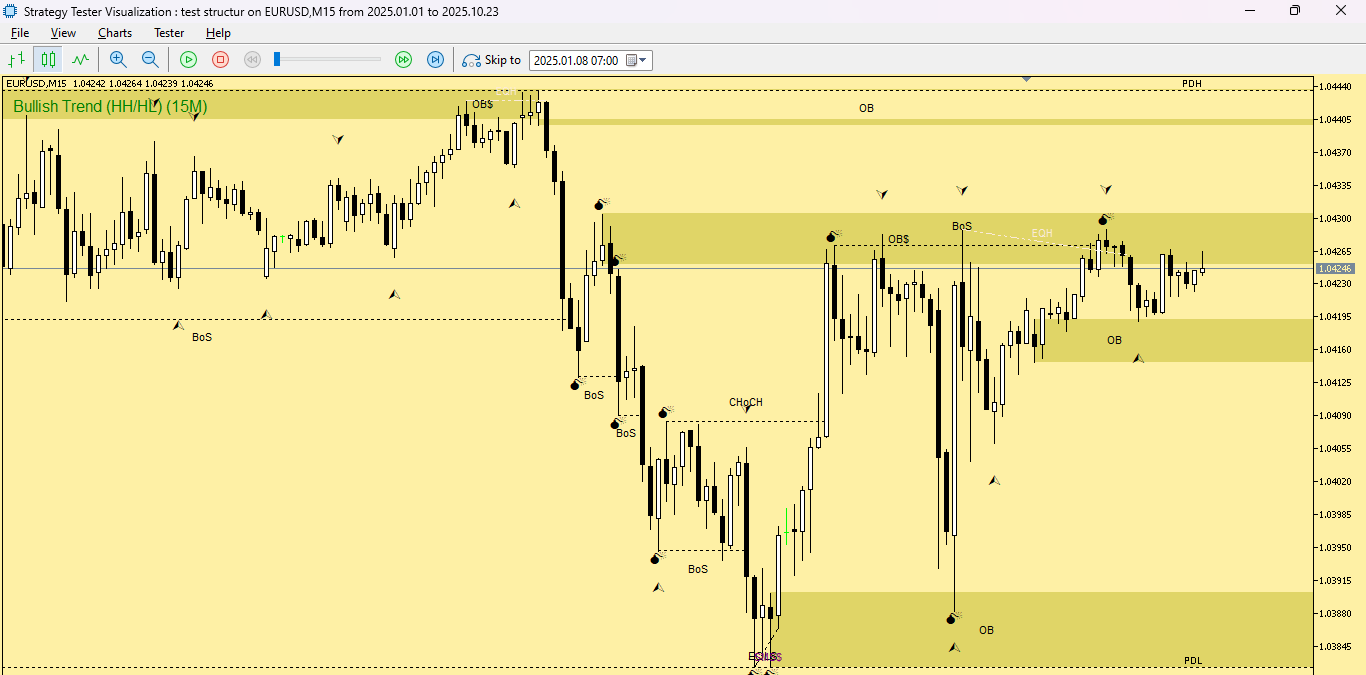 Strategy Tester Visualization : test structur on EURUSD,M15 from 2025.01.01 to 2025.10.23
File View Charts Tester Help
Skip to 2025.01.08 07:00
EURUSD,M15 1.04242 1.04264 1.04239 1.04246
PDH
1.04440
EQH
Bullish Trend (HH/HL) (15M)
OB$
OB
1.04405
1.04370
1.04335
1.04300
BoS
EQH
OB$
1.04265
1.04246
1.04230
1.04195
BoS
OB
1.04160
1.04125
BoS
CHoCH
1.04090
BoS
1.04055
1.04020
1.03985
1.03950
BoS
1.03915
1.03880
OB
1.03845
PDL